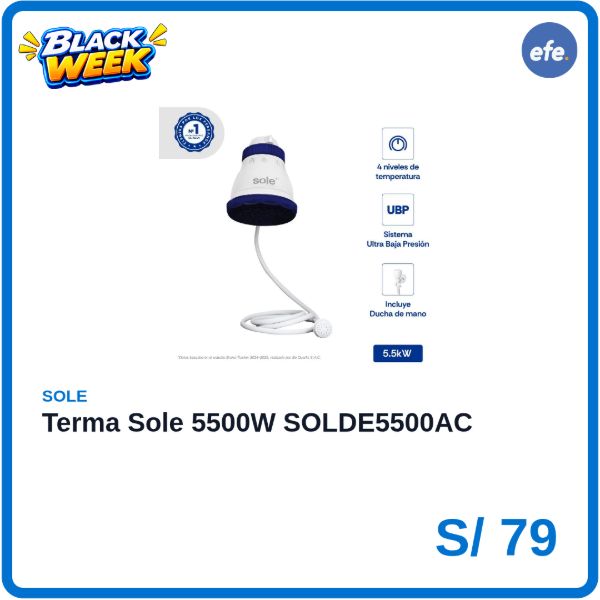 BLACK
WEEK
efe.
Nº1
sole
4 niveles de
temperatura
UBP
Sistema
Ultra Baja Presión
Incluye
Ducha de mano
5.5kW
SOLE
Terma Sole 5500W SOLDE5500AC
S/ 79